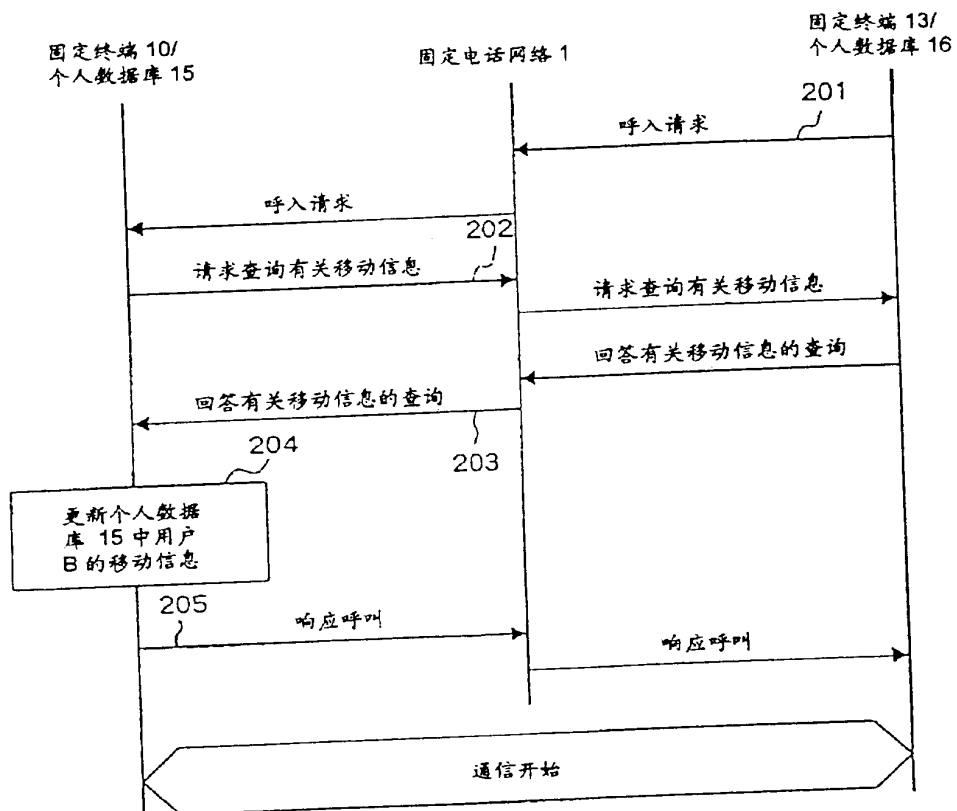 固定终端 10/
个人数据库 15
固定电话网络 1
固定终端 13/
个人数据库 16
201
呼入请求
呼入请求
202
请求查询有关移动信息
请求查询有关移动信息
回答有关移动信息的查询
回答有关移动信息的查询
203
204
更新个人数据
库 15 中用户
B 的移动信息
205
响应呼叫
响应呼叫
通信开始